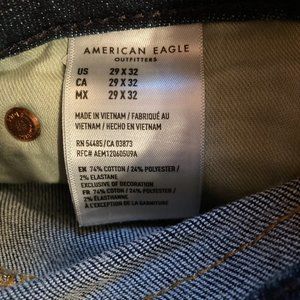 AMERICAN EAGLE
OUTFITTERS
US 29 X 32
CA 29 X 32
MX 29 X 32
MADE IN VIETNAM / FABRIQUÉ AU
VIETNAM / HECHO EN VIETNAM
RN 54485/CA 03873
RFC# AEM120605U9A
EN 74% COTTON / 24% POLYESTER /
2% ELASTANE
EXCLUSIVE OF DECORATION
FR 74% COTON / 24% POLYESTER /
2% ÉLASTHANNE
À L'EXCEPTION DE LA GARNITURE